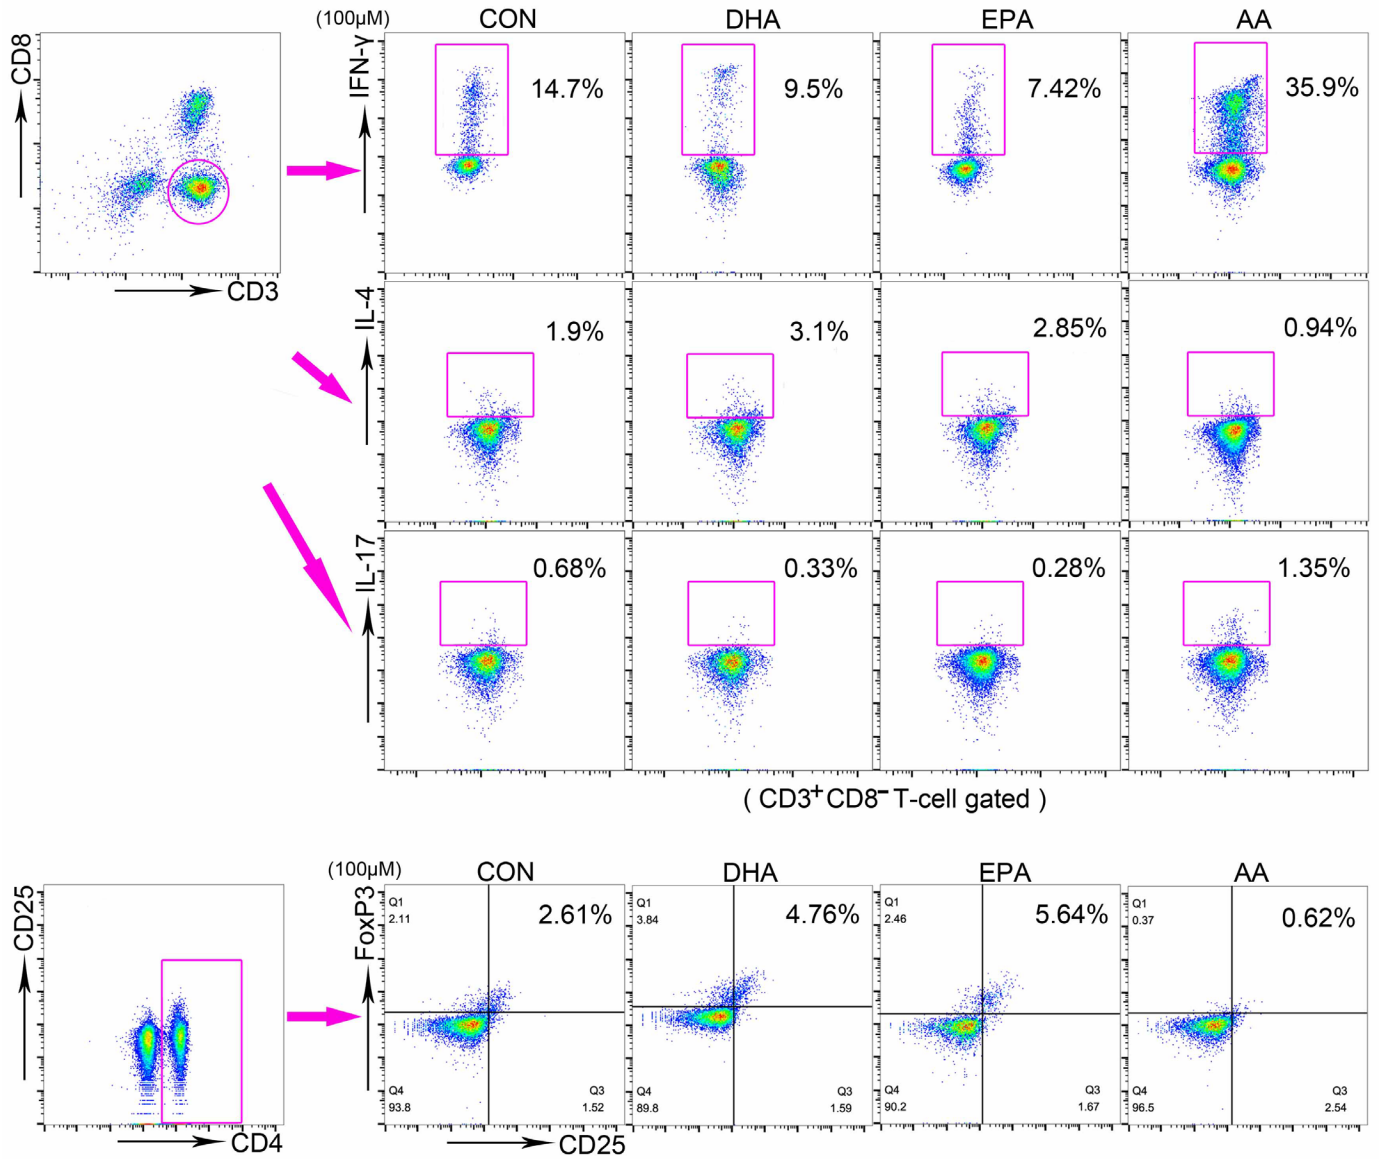 (100μM) CON DHA EPA AA
CD8
IFN-γ
14.7% 9.5% 7.42% 35.9%
CD3
IL-4
1.9% 3.1% 2.85% 0.94%
IL-17
0.68% 0.33% 0.28% 1.35%
( CD3⁺CD8⁻ T-cell gated )
(100μM) CON DHA EPA AA
CD25
FoxP3
Q1 2.11 2.61% Q1 3.84 4.76% Q1 2.46 5.64% Q1 0.37 0.62%
Q4 93.8 Q3 1.52 Q4 89.8 Q3 1.59 Q4 90.2 Q3 1.67 Q4 96.5 Q3 2.54
CD4
CD25